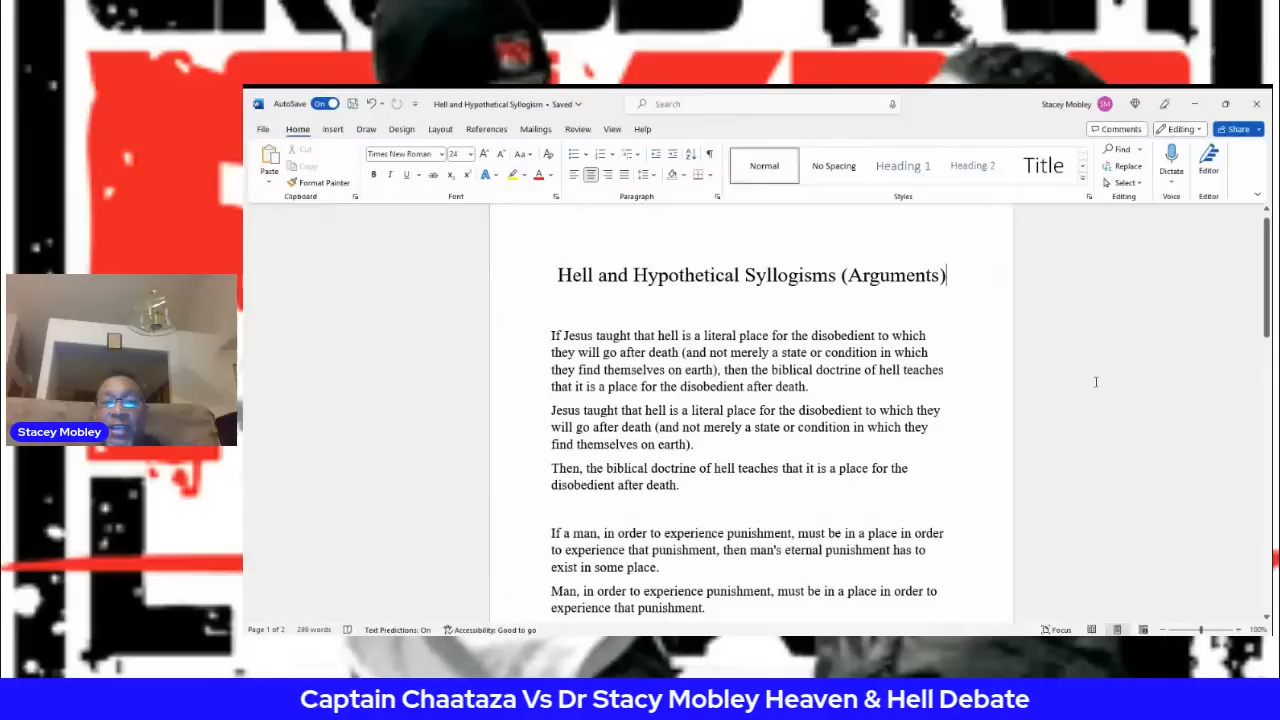 AutoSave On Hell and Hypothetical Syllogism • Saved Search Stacey Mobley SM
File Home Insert Draw Design Layout References Mailings Review View Help Comments Editing Share
Paste Cut Copy Format Painter Clipboard
Times New Roman 24 Aa A
B I U ab x₂ x² A A
Font
Paragraph
Normal No Spacing Heading 1 Heading 2 Title
Styles
Find
Replace
Select
Editing
Dictate
Voice
Editor
Editor
Hell and Hypothetical Syllogisms (Arguments)
If Jesus taught that hell is a literal place for the disobedient to which
they will go after death (and not merely a state or condition in which
they find themselves on earth), then the biblical doctrine of hell teaches
that it is a place for the disobedient after death.
Jesus taught that hell is a literal place for the disobedient to which they
will go after death (and not merely a state or condition in which they
find themselves on earth).
Then, the biblical doctrine of hell teaches that it is a place for the
disobedient after death.
If a man, in order to experience punishment, must be in a place in order
to experience that punishment, then man's eternal punishment has to
exist in some place.
Man, in order to experience punishment, must be in a place in order to
experience that punishment.
Stacey Mobley
Page 1 of 2 299 words Text Predictions: On Accessibility: Good to go Focus 100%
Captain Chaataza Vs Dr Stacy Mobley Heaven & Hell Debate